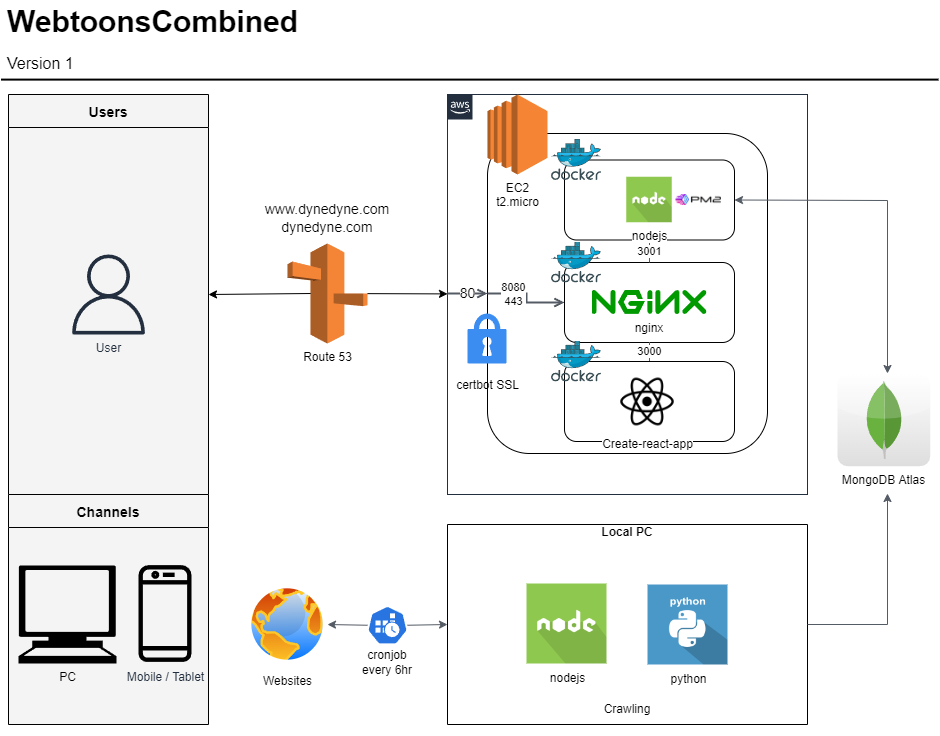 WebtoonsCombined
Version 1
Users
User
Channels
PC
Mobile / Tablet
www.dynedyne.com
dynedyne.com
Route 53
aws
EC2
t2.micro
80
8080
443
certbot SSL
docker
node
PM2
nodejs
3001
docker
NGINX
nginx
3000
docker
Create-react-app
MongoDB Atlas
Websites
cronjob
every 6hr
Local PC
node
nodejs
python
python
Crawling